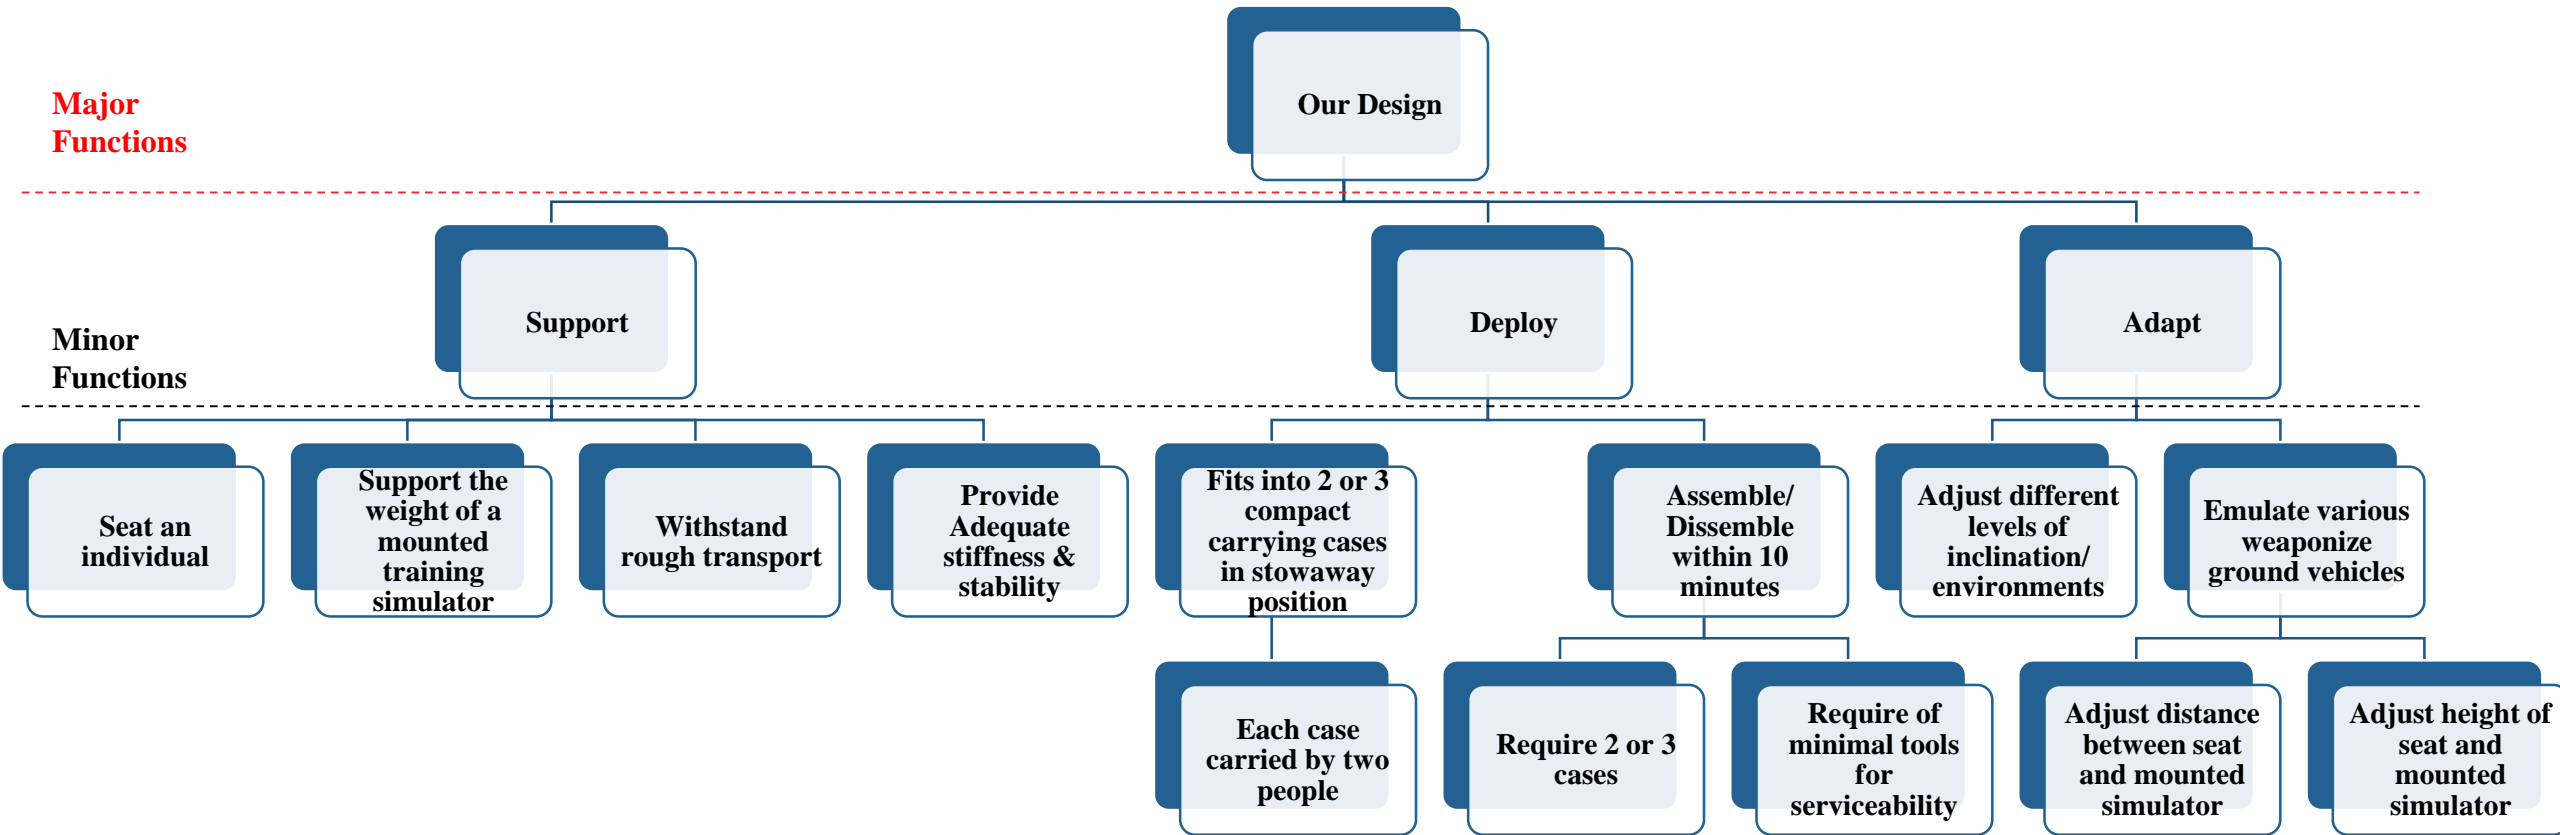 Major
Functions
Our Design
Minor
Functions
Support
Deploy
Adapt
Seat an
individual
Support the
weight of a
mounted
training
simulator
Withstand
rough transport
Provide
Adequate
stiffness &
stability
Fits into 2 or 3
compact
carrying cases
in stowaway
position
Assemble/
Dissemble
within 10
minutes
Adjust different
levels of
inclination/
environments
Emulate various
weaponize
ground vehicles
Each case
carried by two
people
Require 2 or 3
cases
Require of
minimal tools
for
serviceability
Adjust distance
between seat
and mounted
simulator
Adjust height of
seat and
mounted
simulator